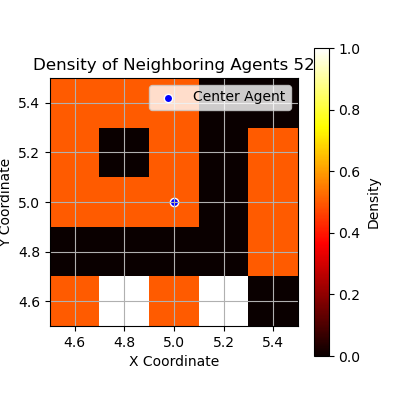 Density of Neighboring Agents 52
Center Agent
5.4
5.2
5.0
4.8
4.6
4.6 4.8 5.0 5.2 5.4
X Coordinate
Y Coordinate
1.0
0.8
0.6
0.4
0.2
0.0
Density